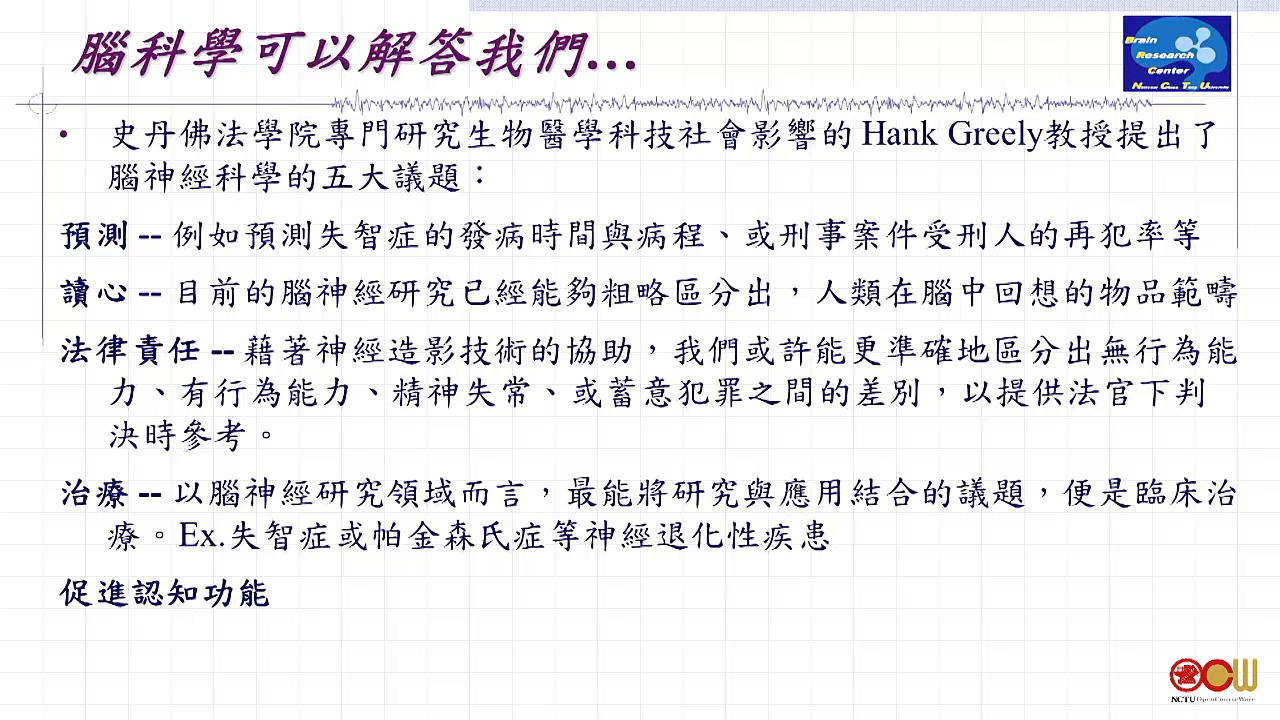 腦科學可以解答我們...
Brain
Research
Center
National Chiao Tung University
• 史丹佛法學院專門研究生物醫學科技社會影響的 Hank Greely教授提出了
腦神經科學的五大議題：
預測 -- 例如預測失智症的發病時間與病程、或刑事案件受刑人的再犯率等
讀心 -- 目前的腦神經研究已經能夠粗略區分出，人類在腦中回想的物品範疇
法律責任 -- 藉著神經造影技術的協助，我們或許能更準確地區分出無行為能
力、有行為能力、精神失常、或蓄意犯罪之間的差別，以提供法官下判
決時參考。
治療 -- 以腦神經研究領域而言，最能將研究與應用結合的議題，便是臨床治
療。Ex.失智症或帕金森氏症等神經退化性疾患
促進認知功能
OCW
NCTU OpenCourseWare